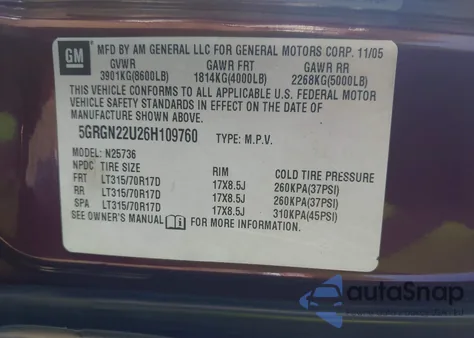 GM MFD BY AM GENERAL LLC FOR GENERAL MOTORS CORP. 11/05
GVWR GAWR FRT GAWR RR
3901KG(8600LB) 1814KG(4000LB) 2268KG(5000LB)
THIS VEHICLE CONFORMS TO ALL APPLICABLE U.S. FEDERAL MOTOR
VEHICLE SAFETY STANDARDS IN EFFECT ON THE DATE OF
MANUFACTURE SHOWN ABOVE.
5GRGN22U26H109760 TYPE: M.P.V.
MODEL: N25736
NPDC TIRE SIZE RIM COLD TIRE PRESSURE
FRT LT315/70R17D 17X8.5J 260KPA(37PSI)
RR LT315/70R17D 17X8.5J 260KPA(37PSI)
SPA LT315/70R17D 17X8.5J 310KPA(45PSI)
SEE OWNER'S MANUAL FOR MORE INFORMATION.
autoSnap